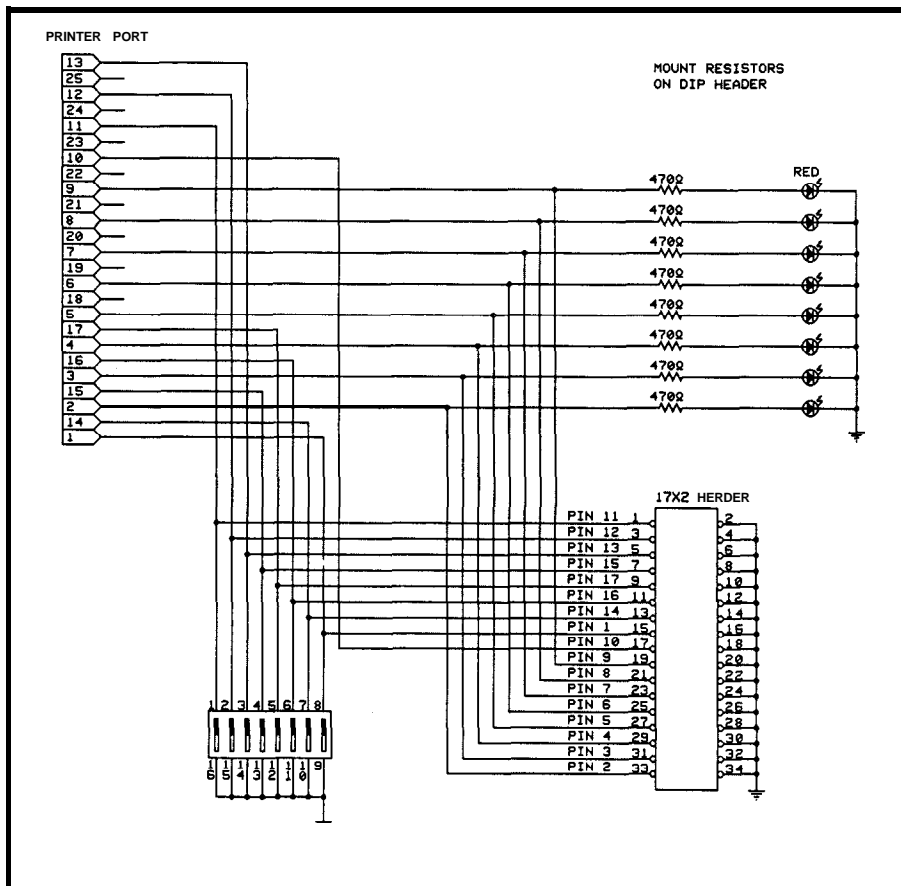 PRINTER PORT
13
25
12
24
11
23
10
22
9
21
8
20
7
19
6
18
5
17
4
16
3
15
2
14
1
MOUNT RESISTORS
ON DIP HEADER
RED
470Ω
470Ω
470Ω
470Ω
470Ω
470Ω
470Ω
470Ω
17X2 HERDER
PIN 11 1 2
PIN 12 3 4
PIN 13 5 6
PIN 15 7 8
PIN 17 9 10
PIN 16 11 12
PIN 14 13 14
PIN 1 15 16
PIN 10 17 18
PIN 9 19 20
PIN 8 21 22
PIN 7 23 24
PIN 6 25 26
PIN 5 27 28
PIN 4 29 30
PIN 3 31 32
PIN 2 33 34
1 2 3 4 5 6 7 8
16 15 14 13 12 11 10 9